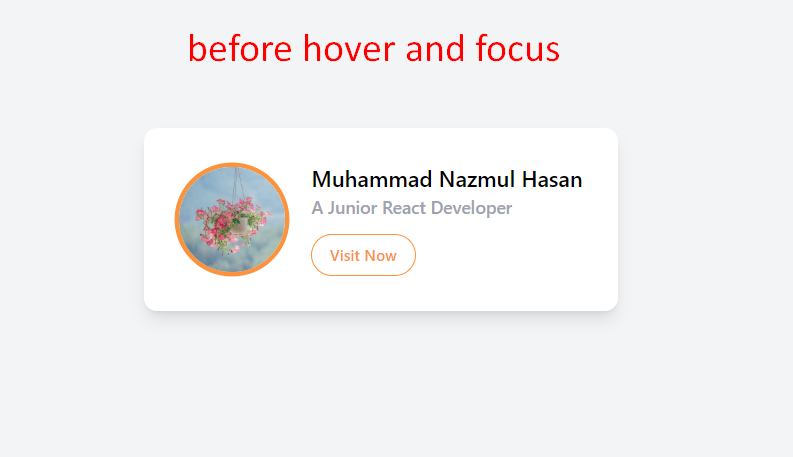 before hover and focus
Muhammad Nazmul Hasan
A Junior React Developer
Visit Now